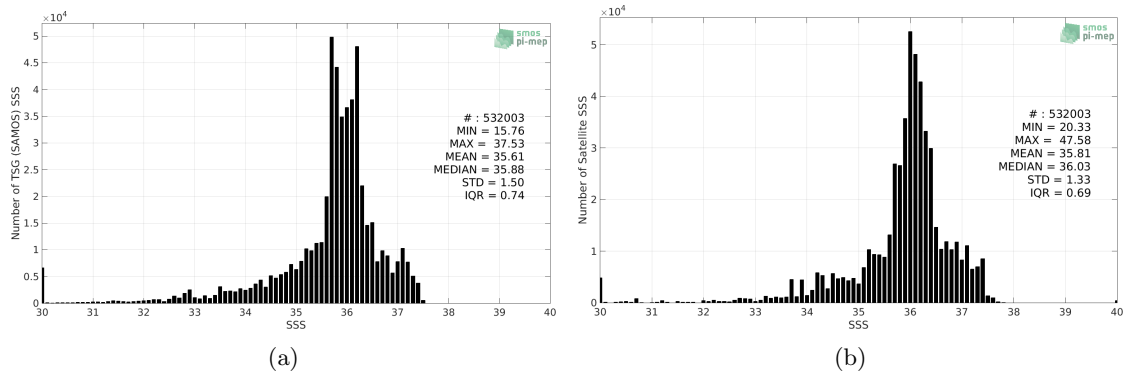 ×10⁴
5
4.5
4
3.5
3
2.5
2
1.5
1
0.5
0
30 31 32 33 34 35 36 37 38 39 40
SSS
Number of TSG (SAMOS) SSS
smos
pi-mep
# : 532003
MIN = 15.76
MAX = 37.53
MEAN = 35.61
MEDIAN = 35.88
STD = 1.50
IQR = 0.74
(a)
×10⁴
5
4
3
2
1
0
30 31 32 33 34 35 36 37 38 39 40
SSS
Number of Satellite SSS
smos
pi-mep
# : 532003
MIN = 20.33
MAX = 47.58
MEAN = 35.81
MEDIAN = 36.03
STD = 1.33
IQR = 0.69
(b)